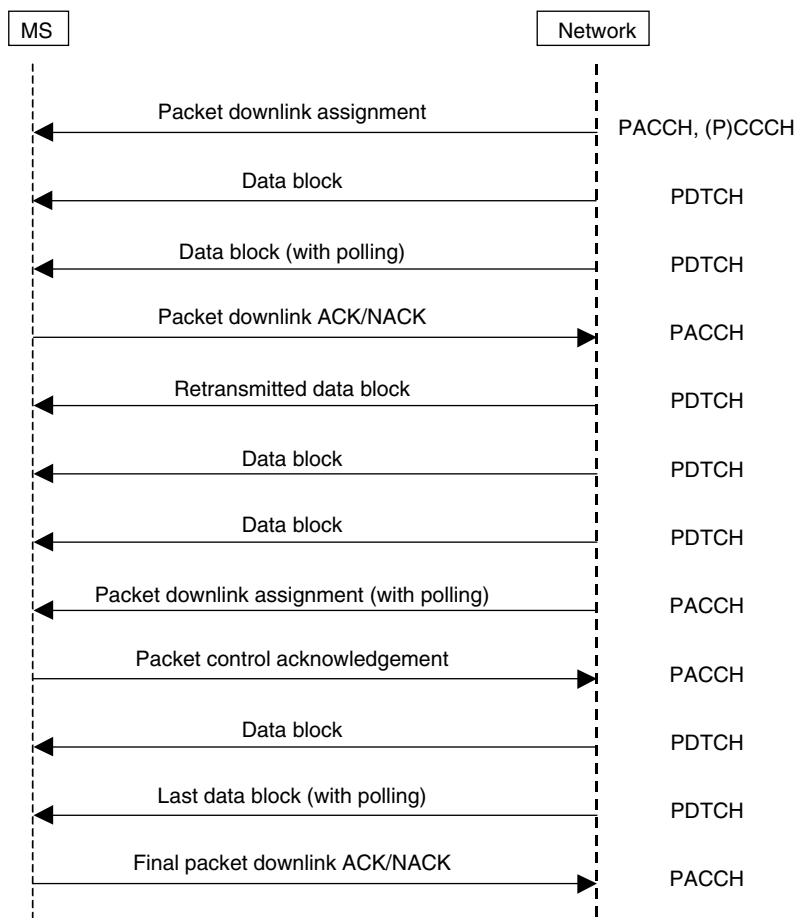 MS Network
Packet downlink assignment PACCH, (P)CCCH
Data block PDTCH
Data block (with polling) PDTCH
Packet downlink ACK/NACK PACCH
Retransmitted data block PDTCH
Data block PDTCH
Data block PDTCH
Packet downlink assignment (with polling) PACCH
Packet control acknowledgement PACCH
Data block PDTCH
Last data block (with polling) PDTCH
Final packet downlink ACK/NACK PACCH